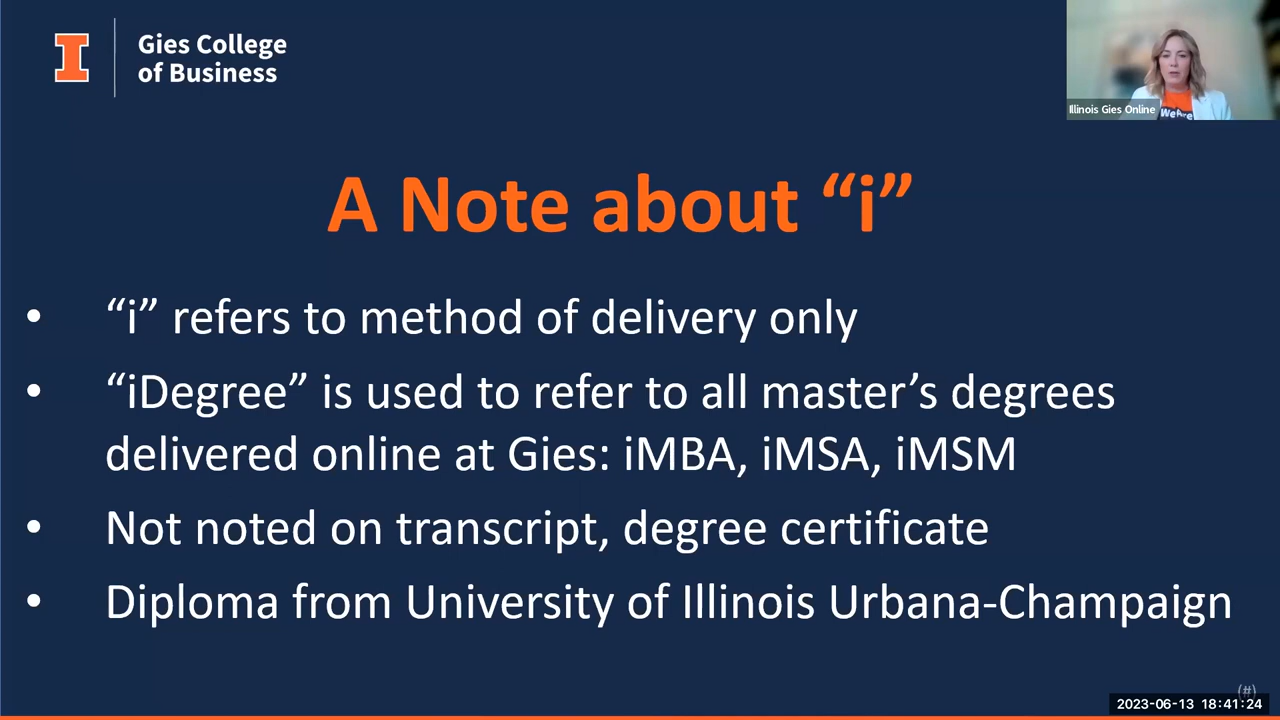 I
Gies College
of Business
Illinois Gies Online
A Note about “i”
• “i” refers to method of delivery only
• “iDegree” is used to refer to all master’s degrees
delivered online at Gies: iMBA, iMSA, iMSM
• Not noted on transcript, degree certificate
• Diploma from University of Illinois Urbana-Champaign
(#)
2023-06-13 18:41:24